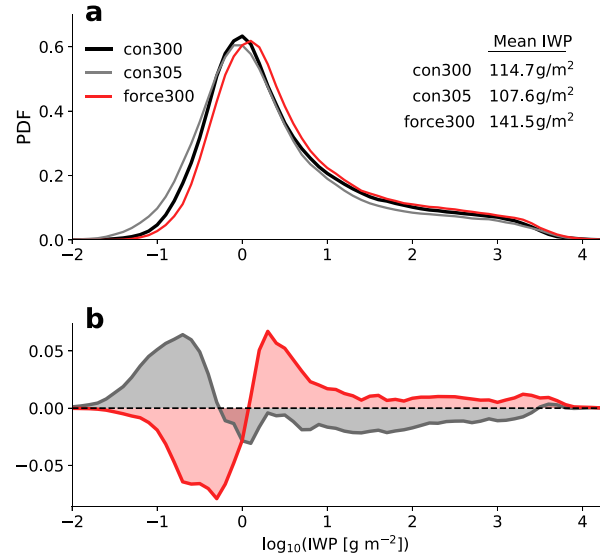 a
con300
con305
force300
Mean IWP
con300 114.7g/m²
con305 107.6g/m²
force300 141.5g/m²
PDF
0.6
0.4
0.2
0.0
−2 −1 0 1 2 3 4
b
0.05
0.00
−0.05
−2 −1 0 1 2 3 4
log₁₀(IWP [g m⁻²])